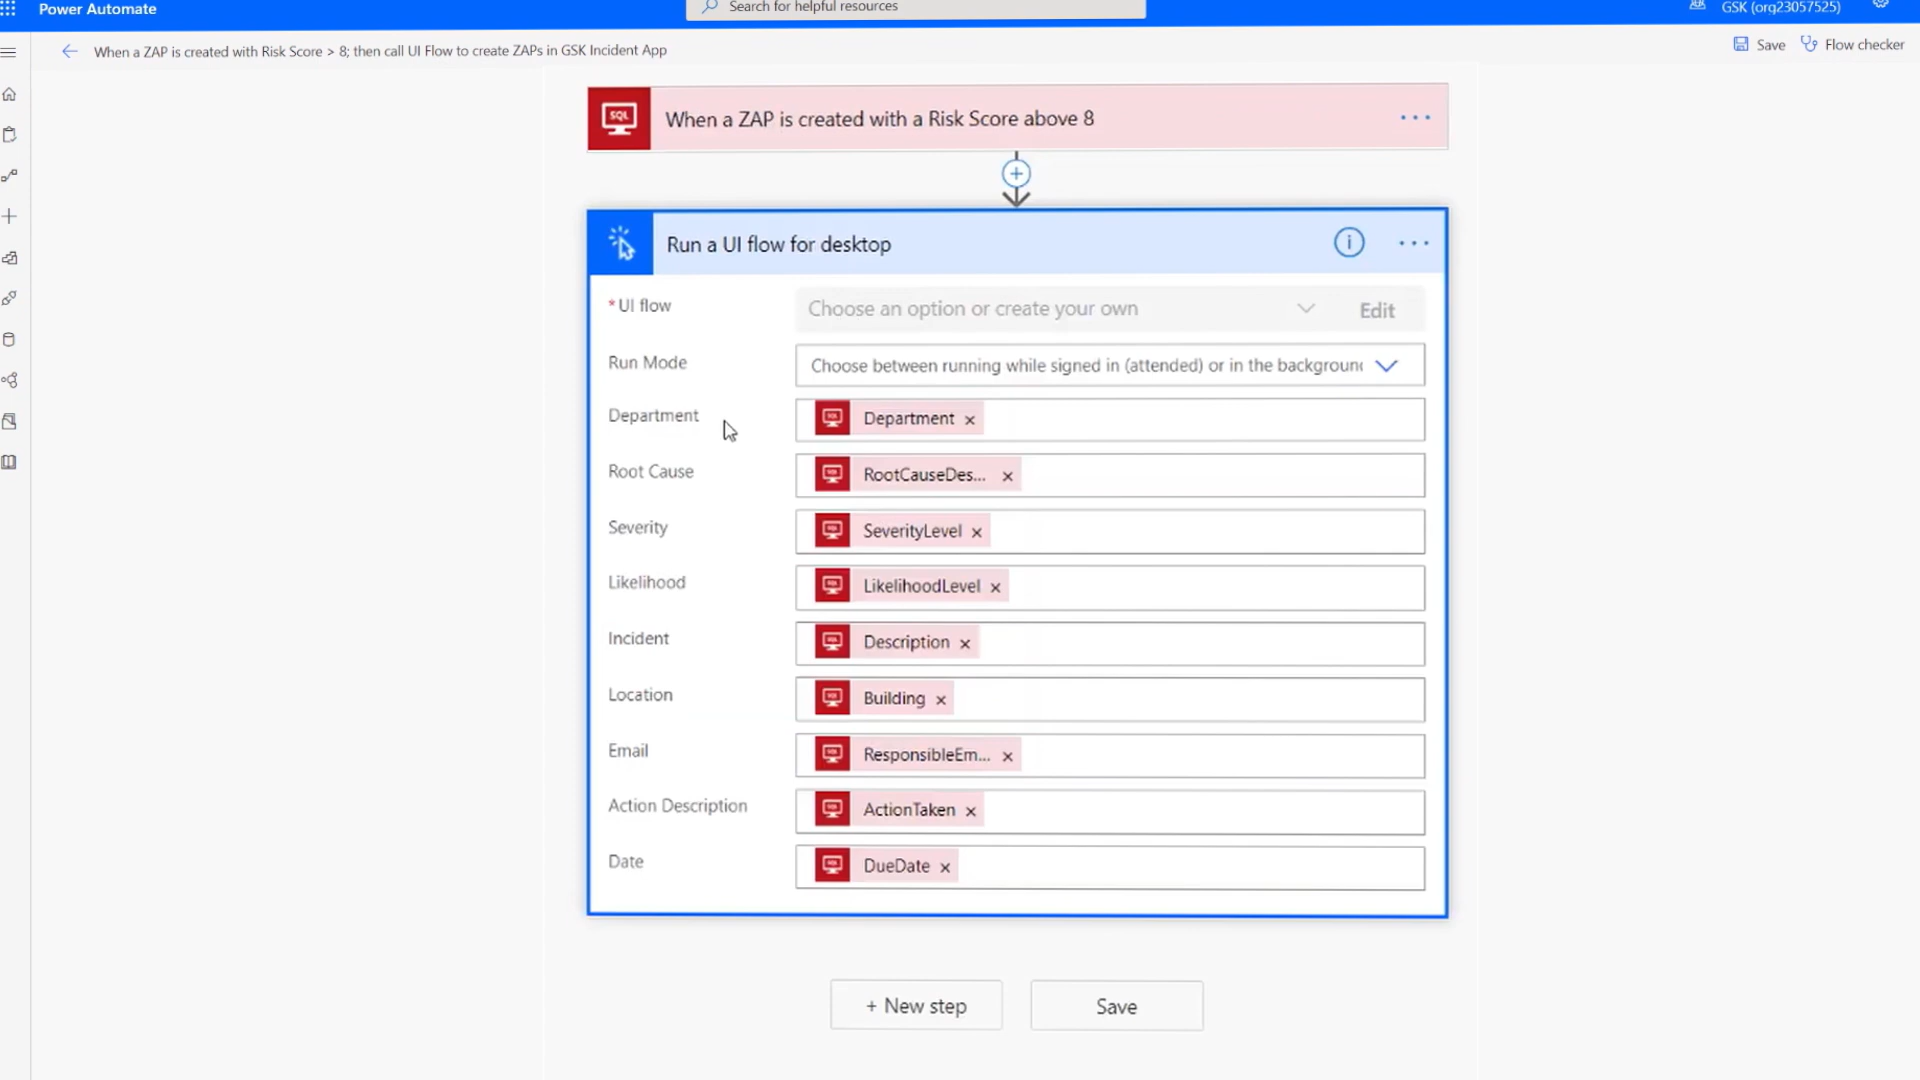 Power Automate
Search for helpful resources
GSK (org23057525)
When a ZAP is created with Risk Score > 8; then call UI Flow to create ZAPs in GSK Incident App
Save
Flow checker
SQL
When a ZAP is created with a Risk Score above 8
Run a UI flow for desktop
* UI flow
Choose an option or create your own
Edit
Run Mode
Choose between running while signed in (attended) or in the background
Department
Department ×
Root Cause
RootCauseDes... ×
Severity
SeverityLevel ×
Likelihood
LikelihoodLevel ×
Incident
Description ×
Location
Building ×
Email
ResponsibleEm... ×
Action Description
ActionTaken ×
Date
DueDate ×
+ New step
Save